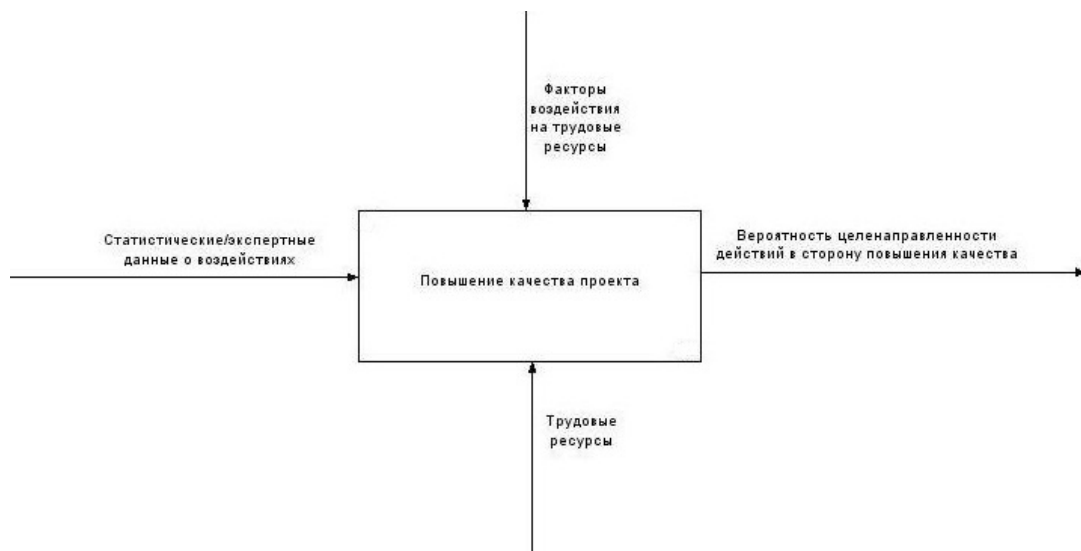 Факторы
воздействия
на трудовые
ресурсы
Статистические/экспертные
данные о воздействиях
Повышение качества проекта
Вероятность целенаправленности
действий в сторону повышения качества
Трудовые
ресурсы